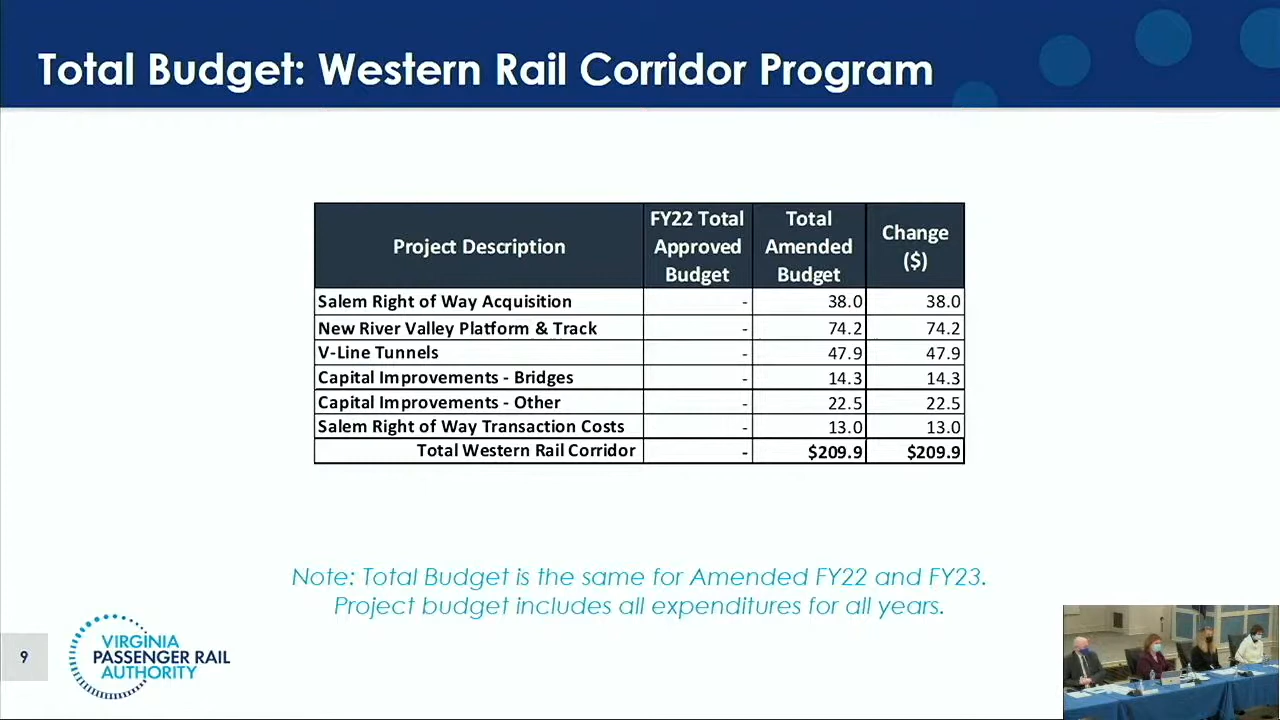 Total Budget: Western Rail Corridor Program
Project Description FY22 Total Approved Budget Total Amended Budget Change ($)
Salem Right of Way Acquisition - 38.0 38.0
New River Valley Platform & Track - 74.2 74.2
V-Line Tunnels - 47.9 47.9
Capital Improvements - Bridges - 14.3 14.3
Capital Improvements - Other - 22.5 22.5
Salem Right of Way Transaction Costs - 13.0 13.0
Total Western Rail Corridor - $209.9 $209.9
Note: Total Budget is the same for Amended FY22 and FY23.
Project budget includes all expenditures for all years.
9
VIRGINIA
PASSENGER RAIL
AUTHORITY